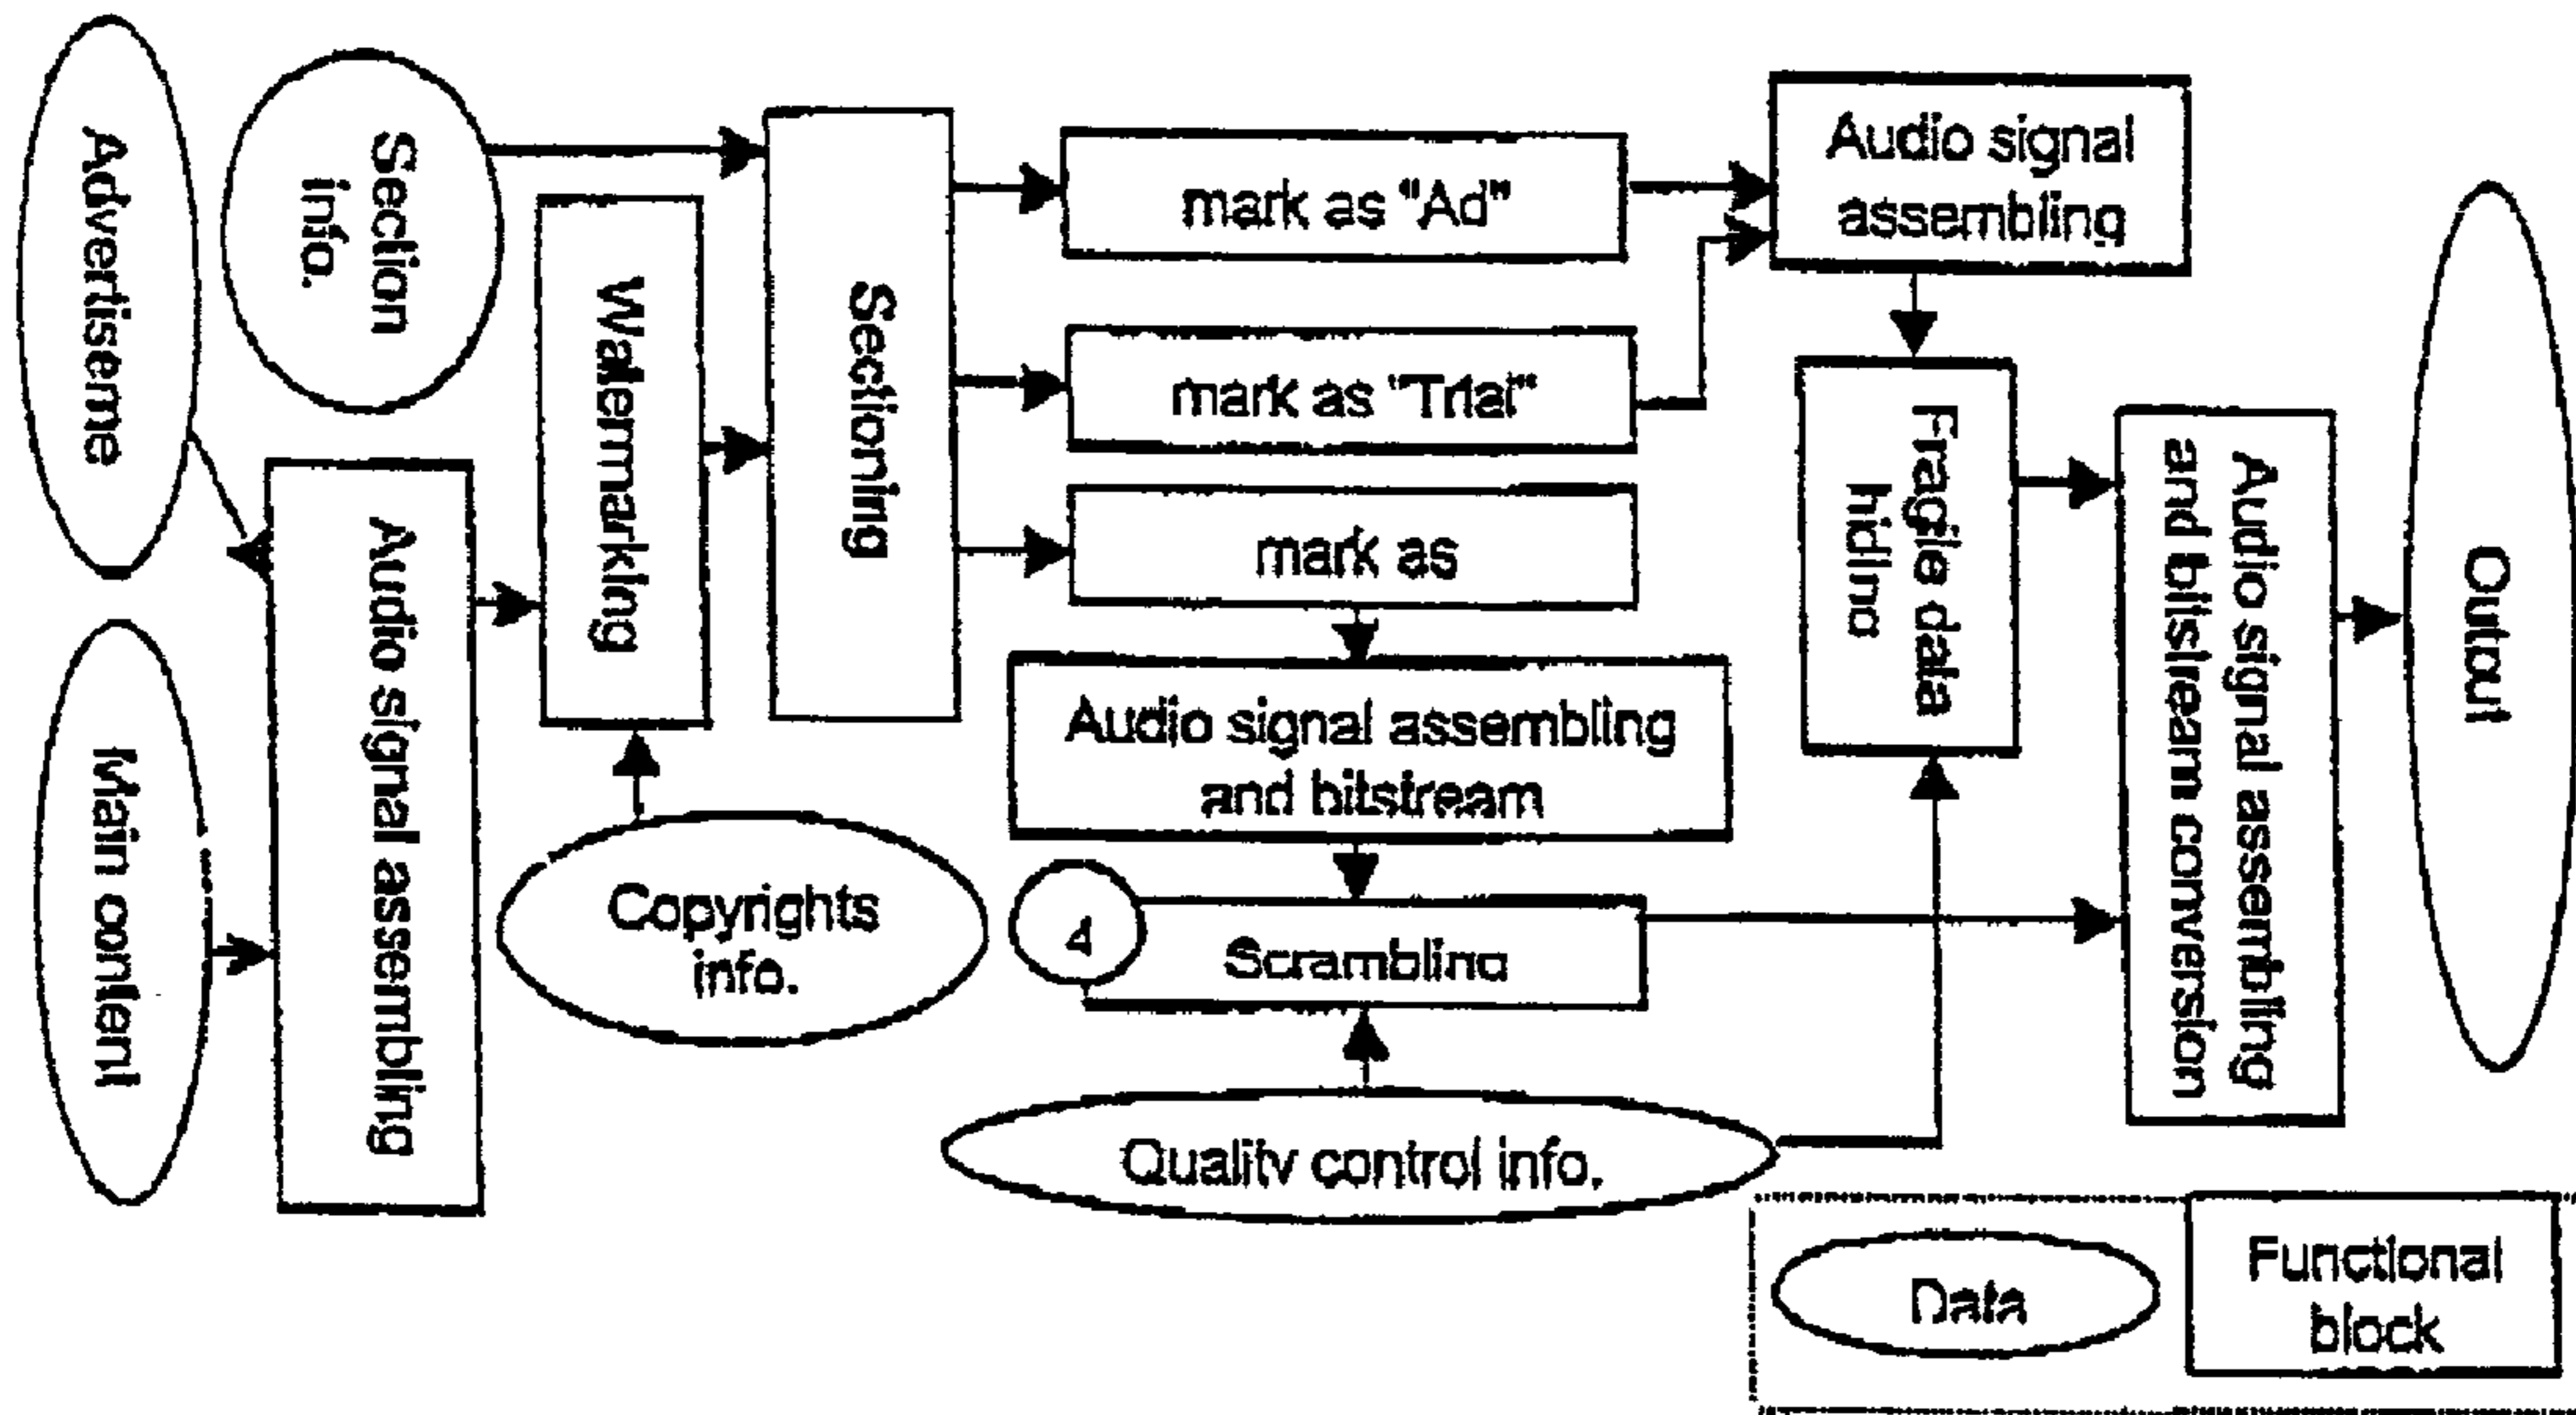 Advertiseme
Section
info.
Main content
Audio signal assembling
Watermarking
Copyrights
info.
Sectioning
mark as "Ad"
mark as "Trial"
mark as
Audio signal assembling
and bitstream
4
Scrambling
Quality control info.
Audio signal
assembling
Fragile data
hiding
Audio signal assembling
and bitstream conversion
Output
Data
Functional
block